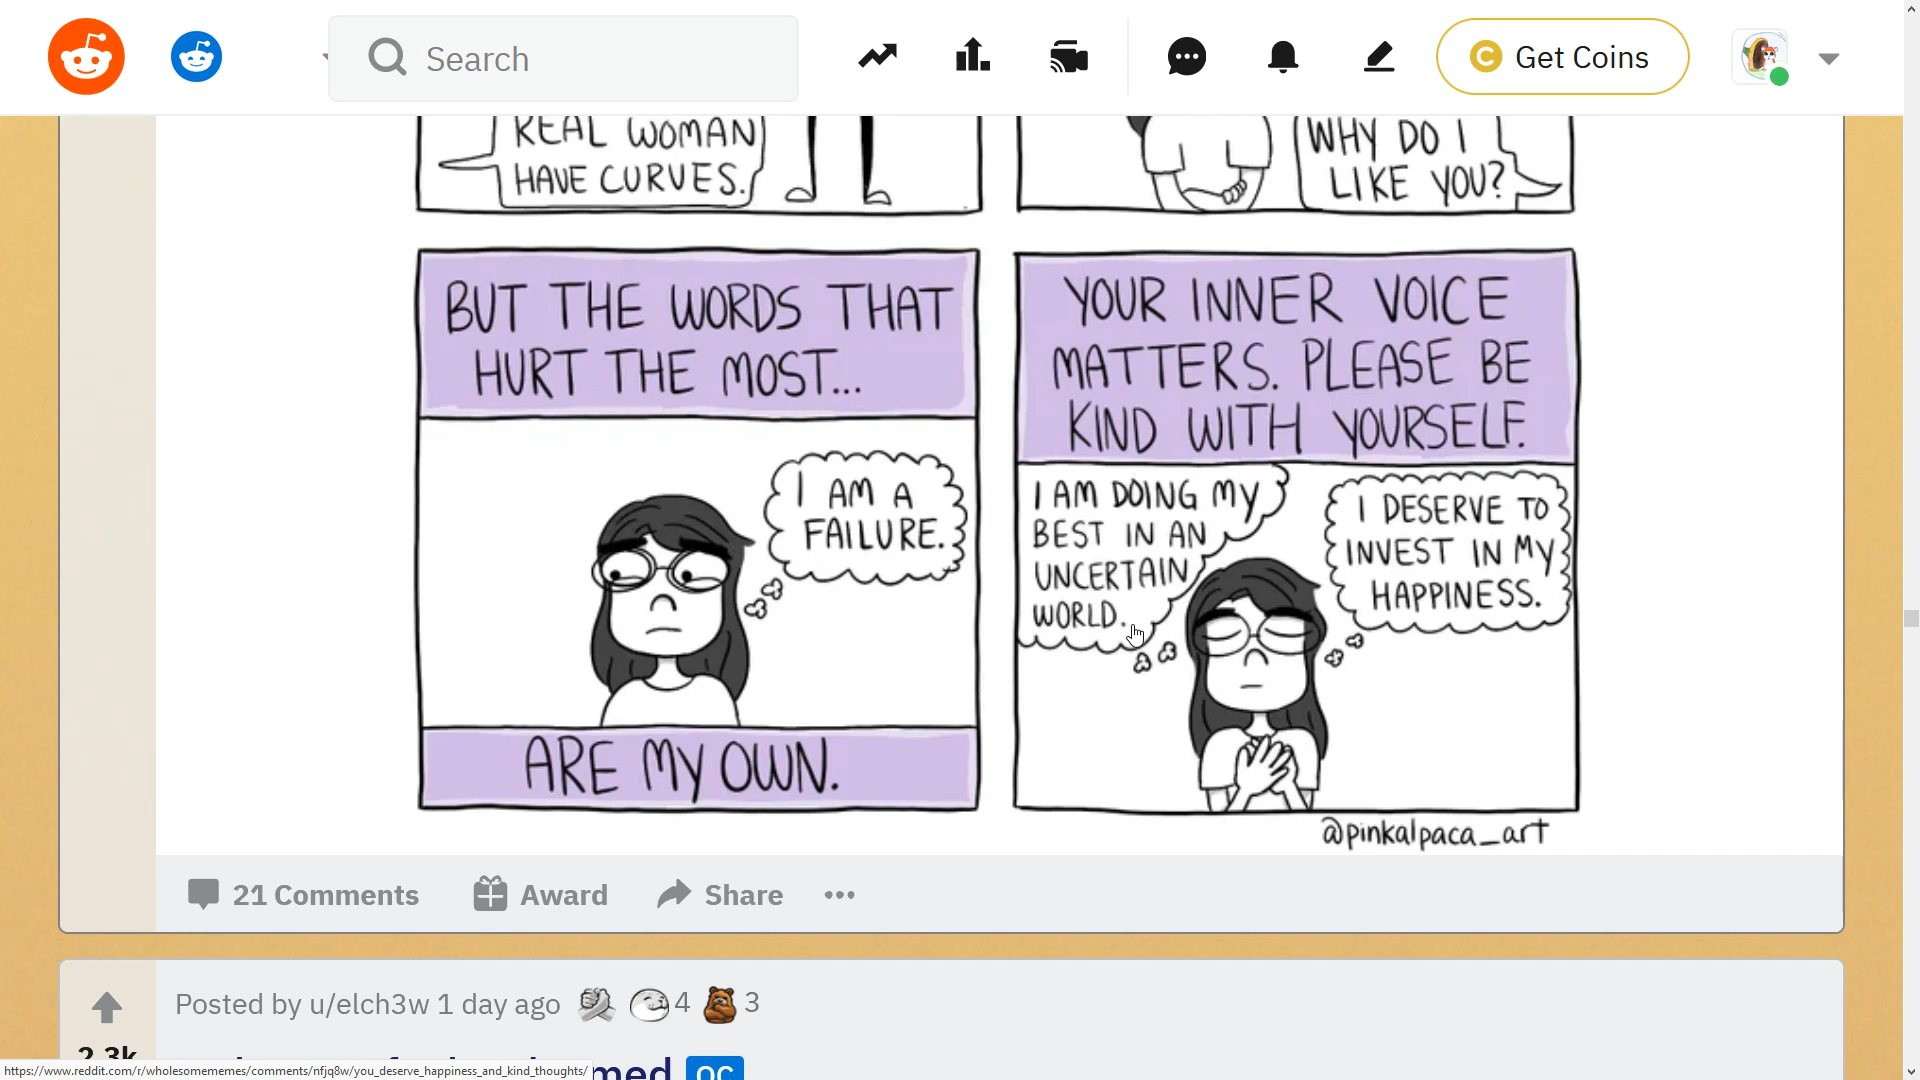 Search
Get Coins
REAL WOMAN
HAVE CURVES.
WHY DO I
LIKE YOU?
BUT THE WORDS THAT
HURT THE MOST...
I AM A
FAILURE.
ARE MY OWN.
YOUR INNER VOICE
MATTERS. PLEASE BE
KIND WITH YOURSELF.
I AM DOING MY
BEST IN AN
UNCERTAIN
WORLD.
I DESERVE TO
INVEST IN MY
HAPPINESS.
@pinkalpaca_art
21 Comments
Award
Share
Posted by u/elch3w 1 day ago
4
3
2.3k
OC
https://www.reddit.com/r/wholesomememes/comments/nfjq8w/you_deserve_happiness_and_kind_thoughts/